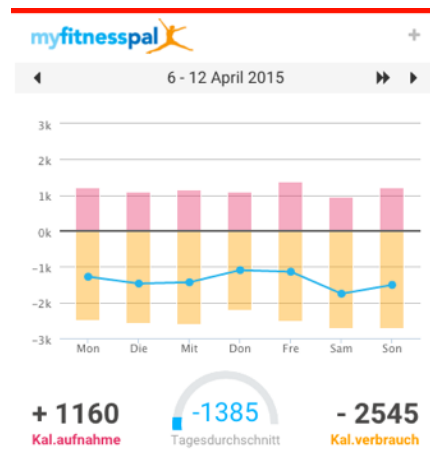 myfitnesspal
+
6 - 12 April 2015
3k
2k
1k
0k
-1k
-2k
-3k
Mon Die Mit Don Fre Sam Son
+ 1160 -1385 - 2545
Kal.aufnahme Tagesdurchschnitt Kal.verbrauch